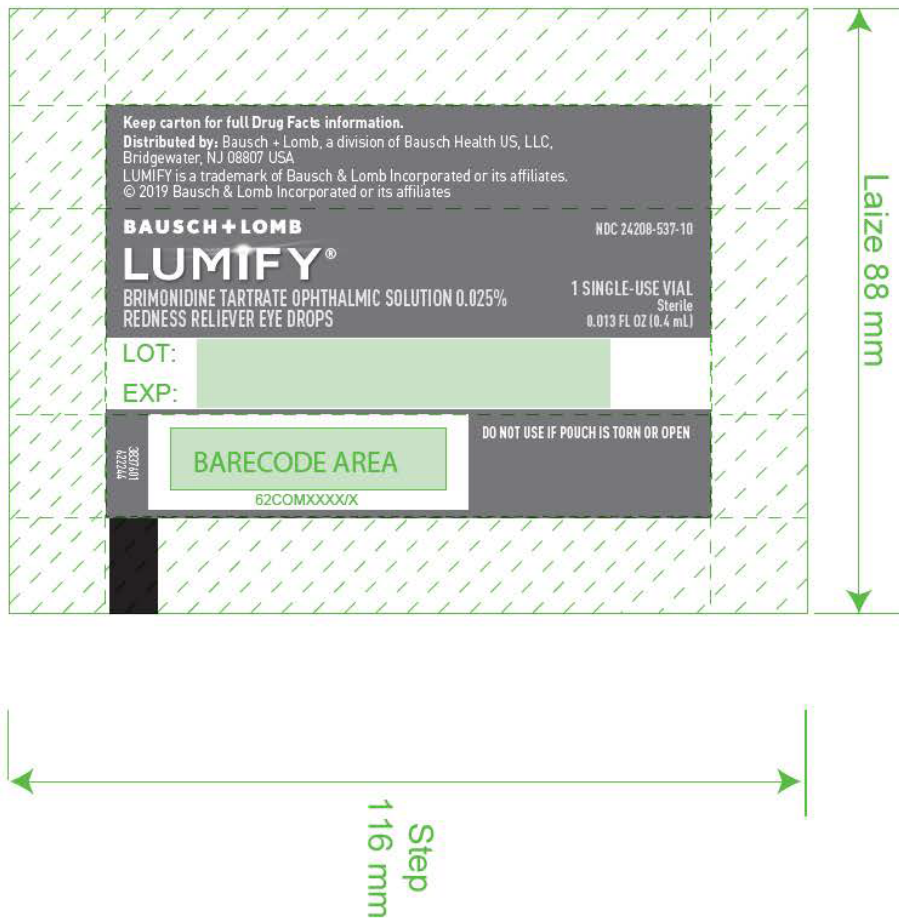 Keep carton for full Drug Facts information.
Distributed by: Bausch + Lomb, a division of Bausch Health US, LLC,
Bridgewater, NJ 08807 USA
LUMIFY is a trademark of Bausch & Lomb Incorporated or its affiliates.
© 2019 Bausch & Lomb Incorporated or its affiliates
BAUSCH+LOMB
NDC 24208-537-10
LUMIFY®
BRIMONIDINE TARTRATE OPHTHALMIC SOLUTION 0.025%
REDNESS RELIEVER EYE DROPS
1 SINGLE-USE VIAL
Sterile
0.013 FL OZ (0.4 mL)
LOT:
EXP:
3837601
622244
BARECODE AREA
62COMXXXX/X
DO NOT USE IF POUCH IS TORN OR OPEN
Laize 88 mm
Step
116 mm